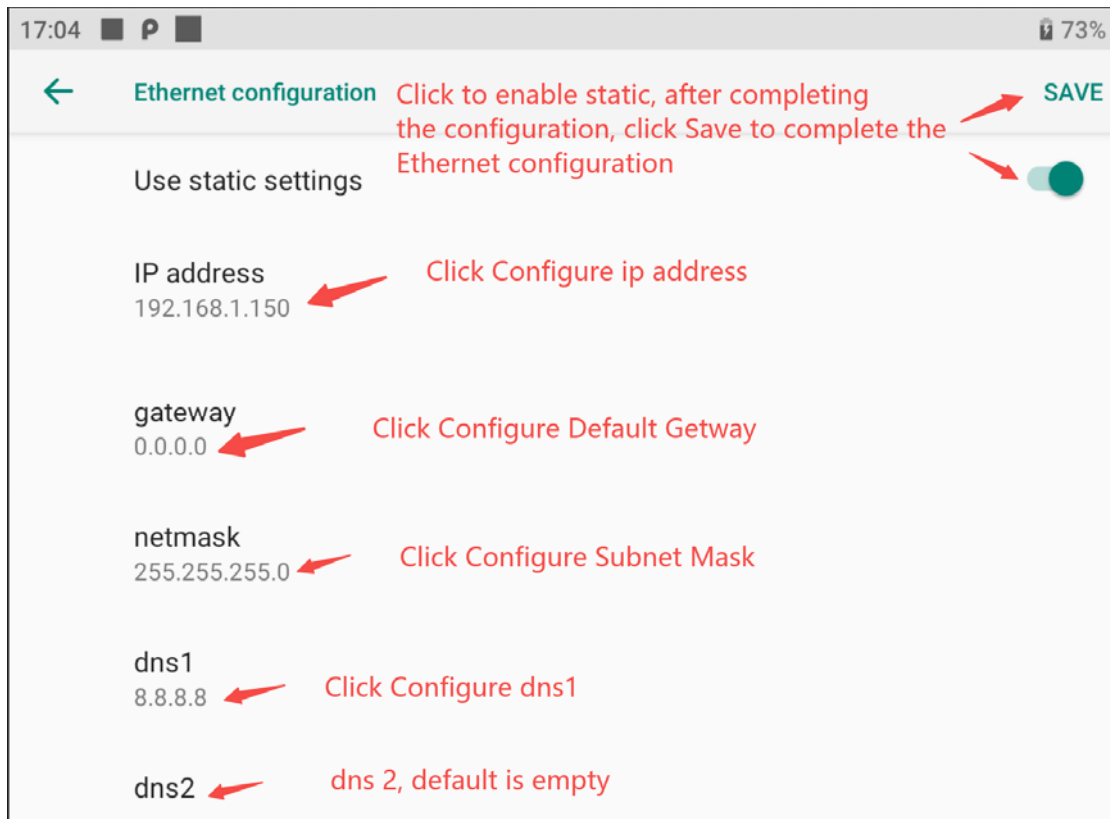 17:04 P 73%
Ethernet configuration
SAVE
Click to enable static, after completing
the configuration, click Save to complete the
Ethernet configuration
Use static settings
IP address
192.168.1.150
Click Configure ip address
gateway
0.0.0.0
Click Configure Default Getway
netmask
255.255.255.0
Click Configure Subnet Mask
dns1
8.8.8.8
Click Configure dns1
dns2
dns 2, default is empty